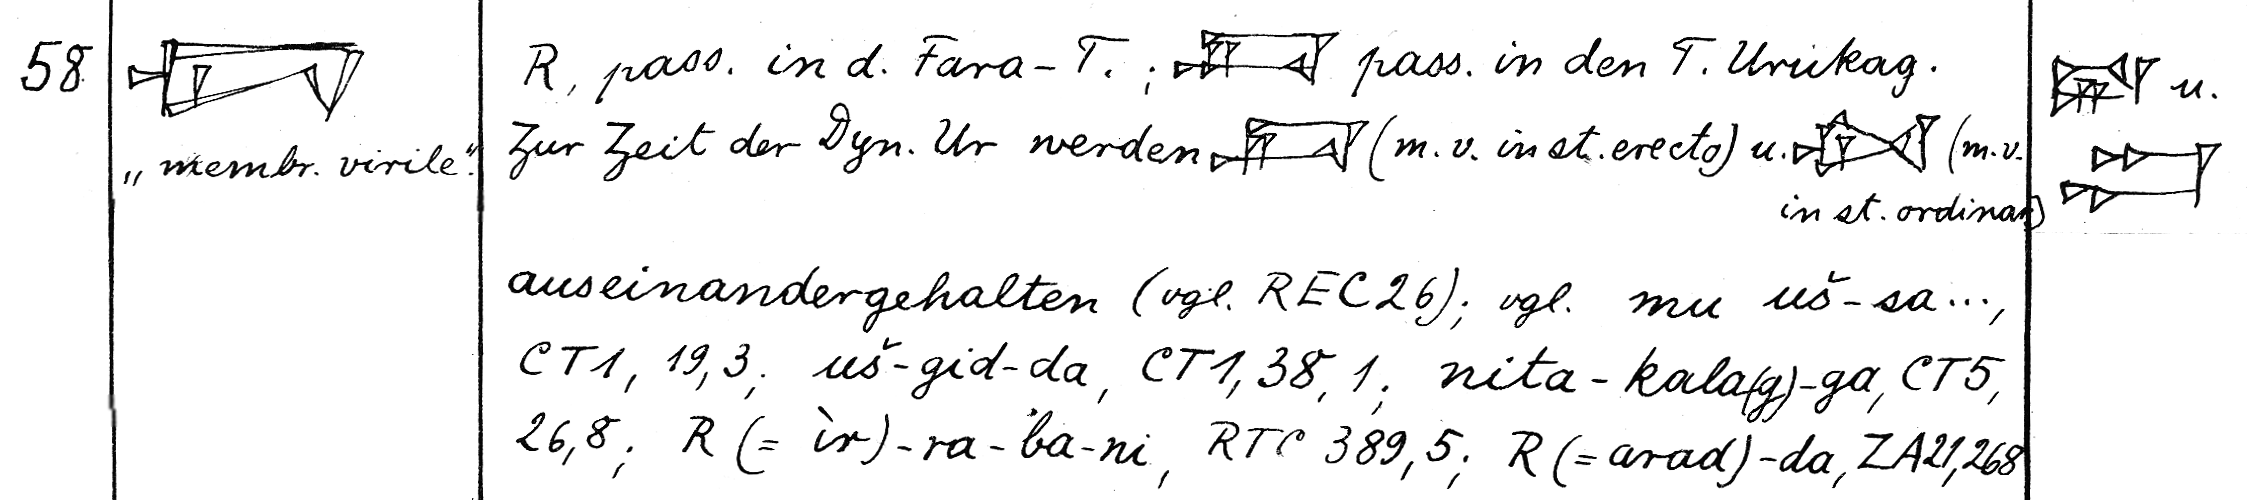 58 R, pass. in d. Fara-T. ; pass. in den T. Urukag. u.
„membr. virile". Zur Zeit der Dyn. Ur werden (m. v. in st. erecto) u. (m. v.
in st. ordinar)
auseinandergehalten (vgl. REC 26); vgl. mu uš-sa...,
CT 1, 19, 3; uš-gid-da, CT 1, 38, 1; nita-kala(g)-ga, CT 5,
26, 8; R (= ìr)-ra-ba-ni, RTC 389, 5; R (= arad)-da, ZA 21, 268